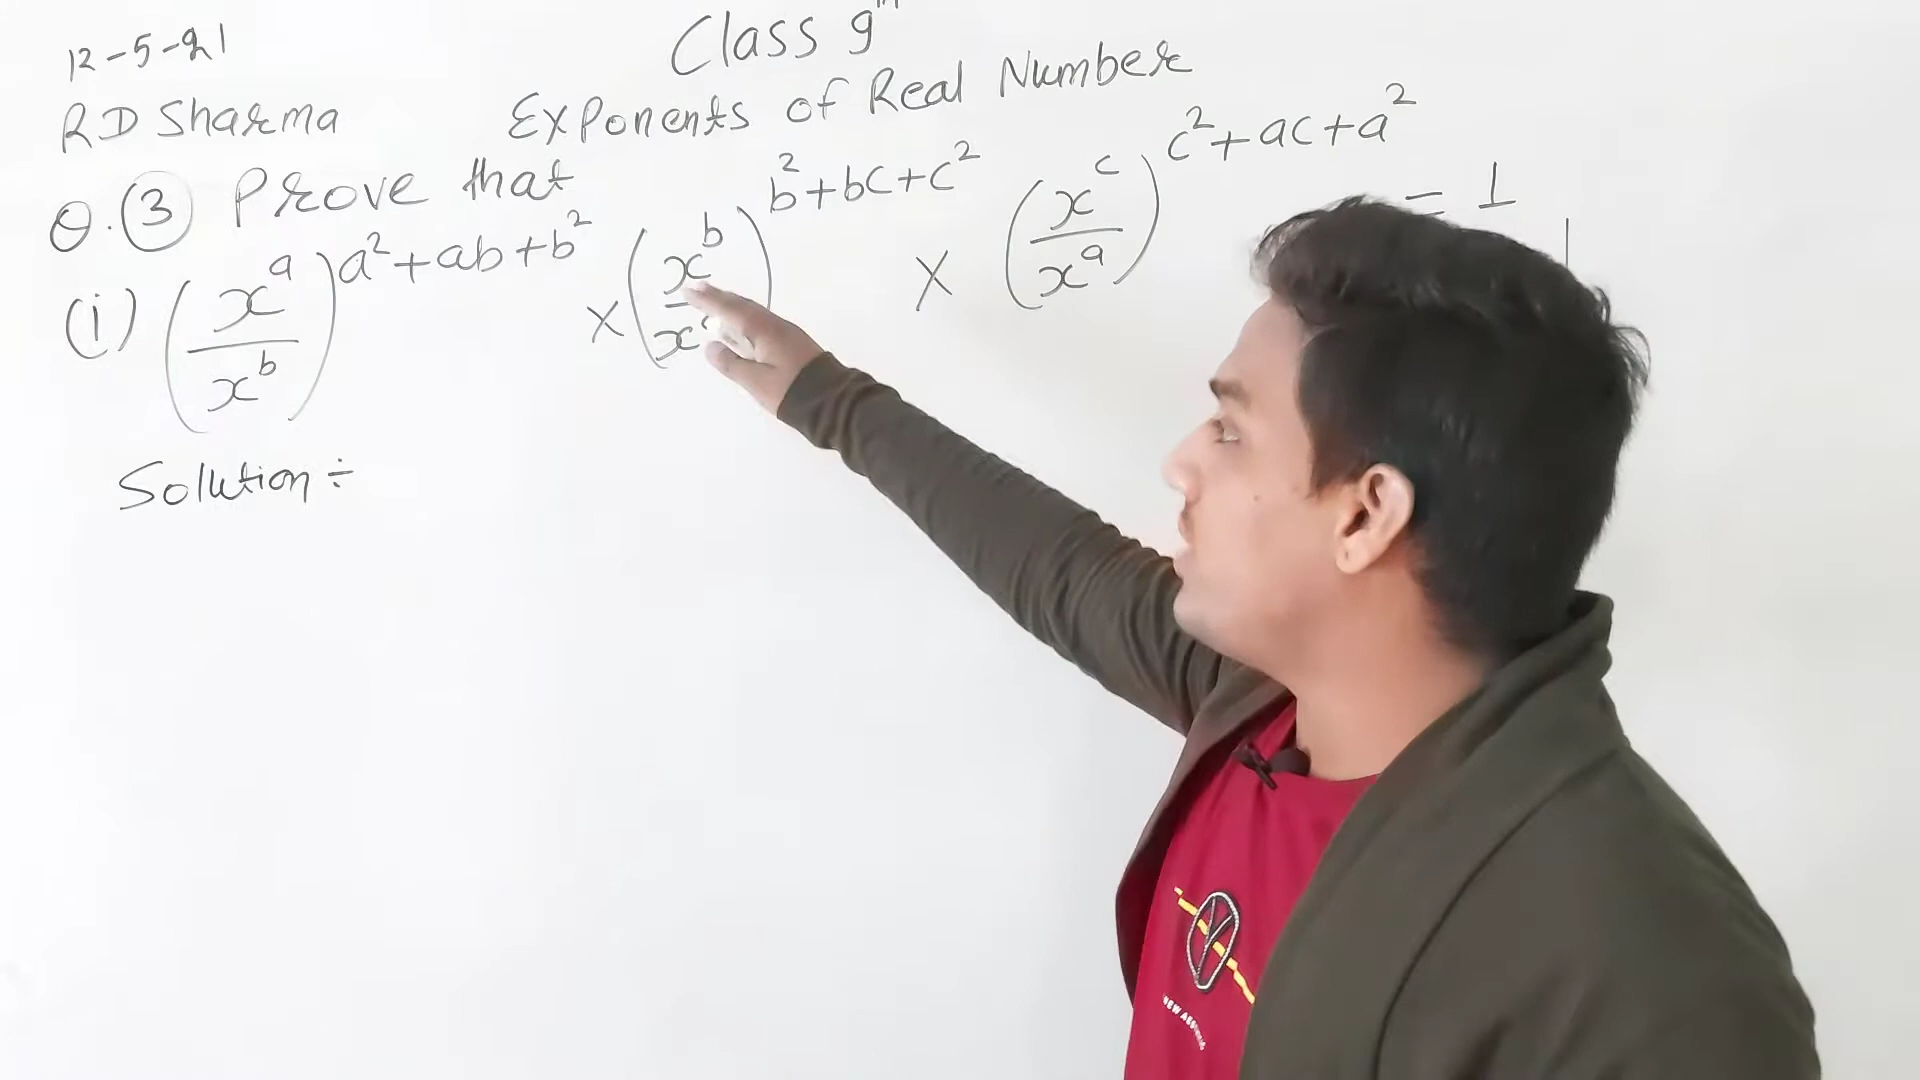 12-5-21
Class 9th
RD Sharma
Exponents of Real Number
Q. (3) Prove that
(i) (x^a/x^b)^(a²+ab+b²) × (x^b/x^c)^(b²+bc+c²) × (x^c/x^a)^(c²+ac+a²) = 1
Solution ÷